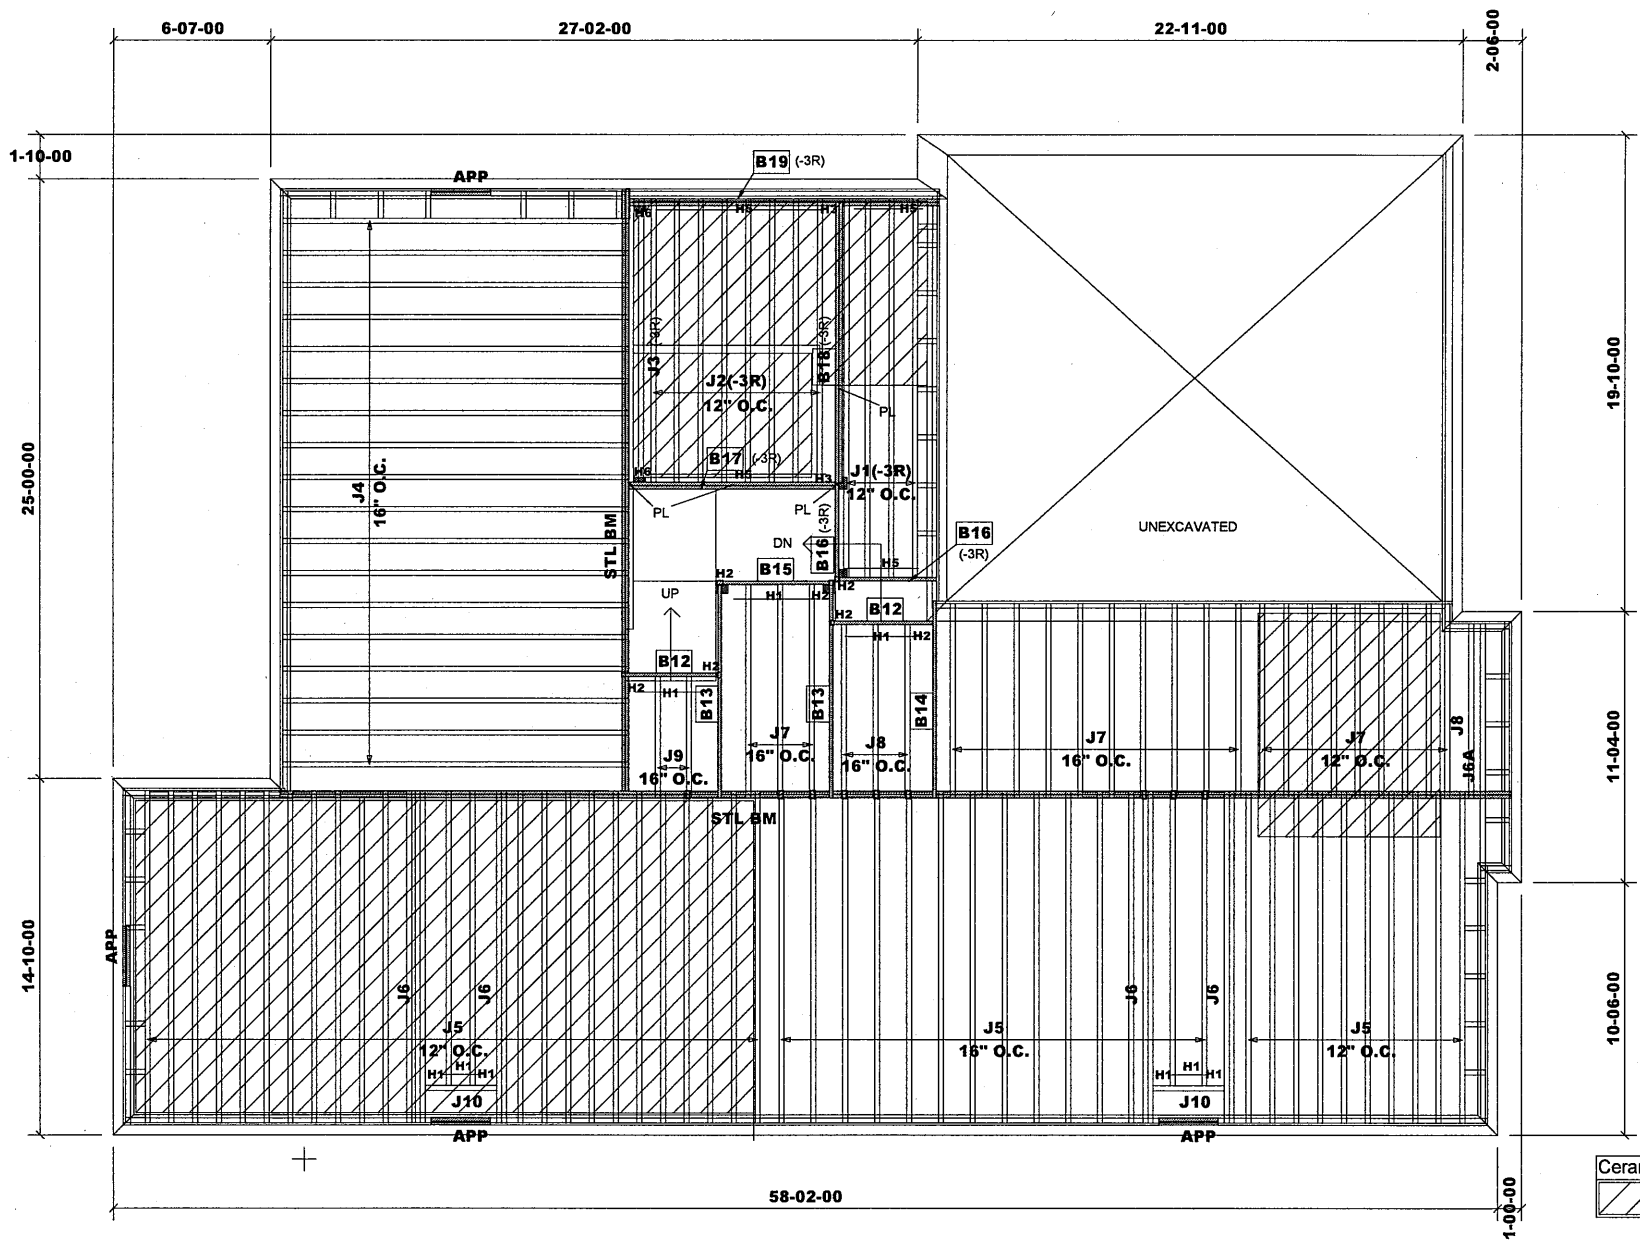 6-07-00
27-02-00
22-11-00
2-06-00
1-10-00
B19 (-3R)
APP
H6
H5
H2
H5
J3 (-3R)
B18 (-3R)
19-10-00
J2(-3R)
12" O.C.
PL
B17 (-3R)
H6
H5
H3
J1(-3R)
12" O.C.
25-00-00
J4
16" O.C.
PL
PL
STL BM
DN
B16 (-3R)
UNEXCAVATED
B16
(-3R)
H5
H2
B15
UP
H1
H2
H2
H2
B12
H1
H2
B12
H2
H2
H1
B13
B13
B14
J9
16" O.C.
J7
16" O.C.
J8
16" O.C.
J7
16" O.C.
J7
12" O.C.
J8
J6A
11-04-00
STL BM
14-10-00
APP
J6
J6
J6
J6
10-06-00
J5
12" O.C.
J5
16" O.C.
J5
12" O.C.
H1
H1
H1
H1
H1
H1
J10
J10
APP
APP
58-02-00
1-00-00